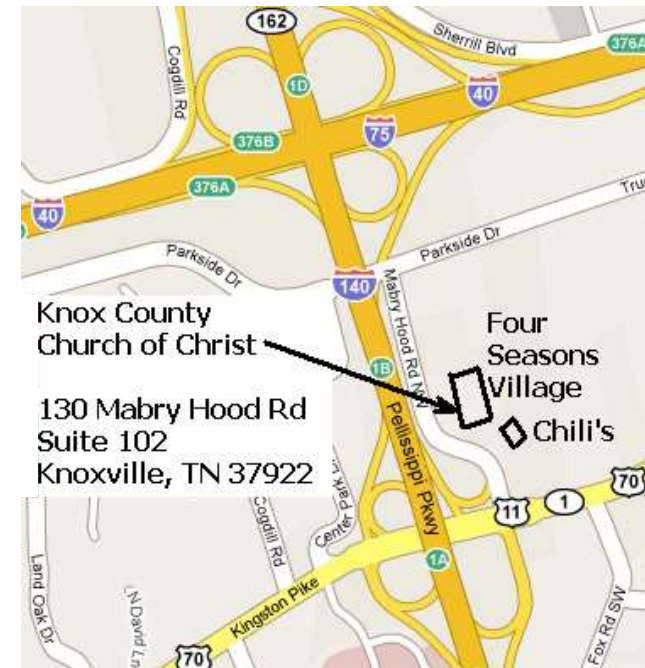 162
Sherrill Blvd
376A
Cogdill Rd
1D
40
75
376B
376A
40
Parkside Dr
Parkside Dr
140
Mabry Hood Rd NW
Knox County
Church of Christ
130 Mabry Hood Rd
Suite 102
Knoxville, TN 37922
Four
Seasons
Village
Chili's
1B
Pellissippi Pkwy
70
1
11
Center Park
Cogdill Rd
1A
Land Oak Dr
N David Ln
Kingston Pike
Fox Rd SW
70